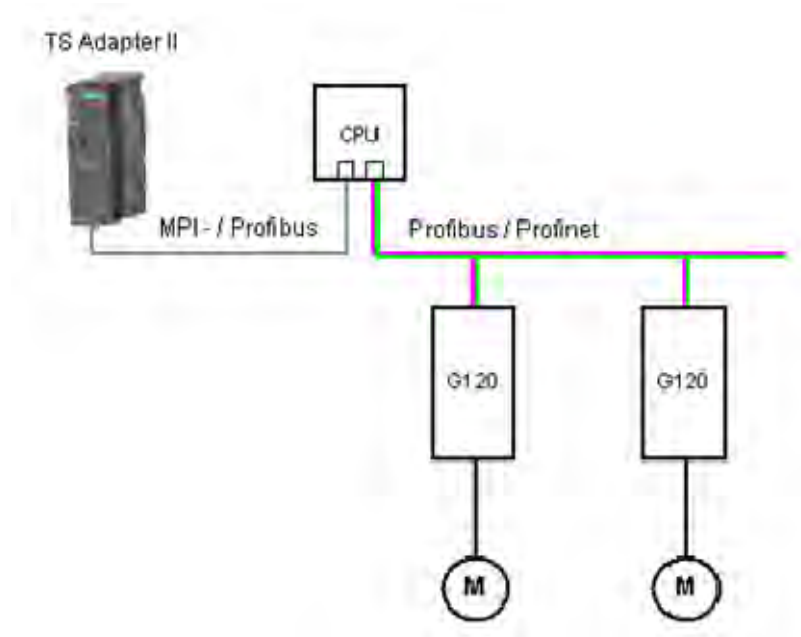 TS Adapter II
CPU
MPI - / Profibus
Profibus / Profinet
G120
G120
M
M